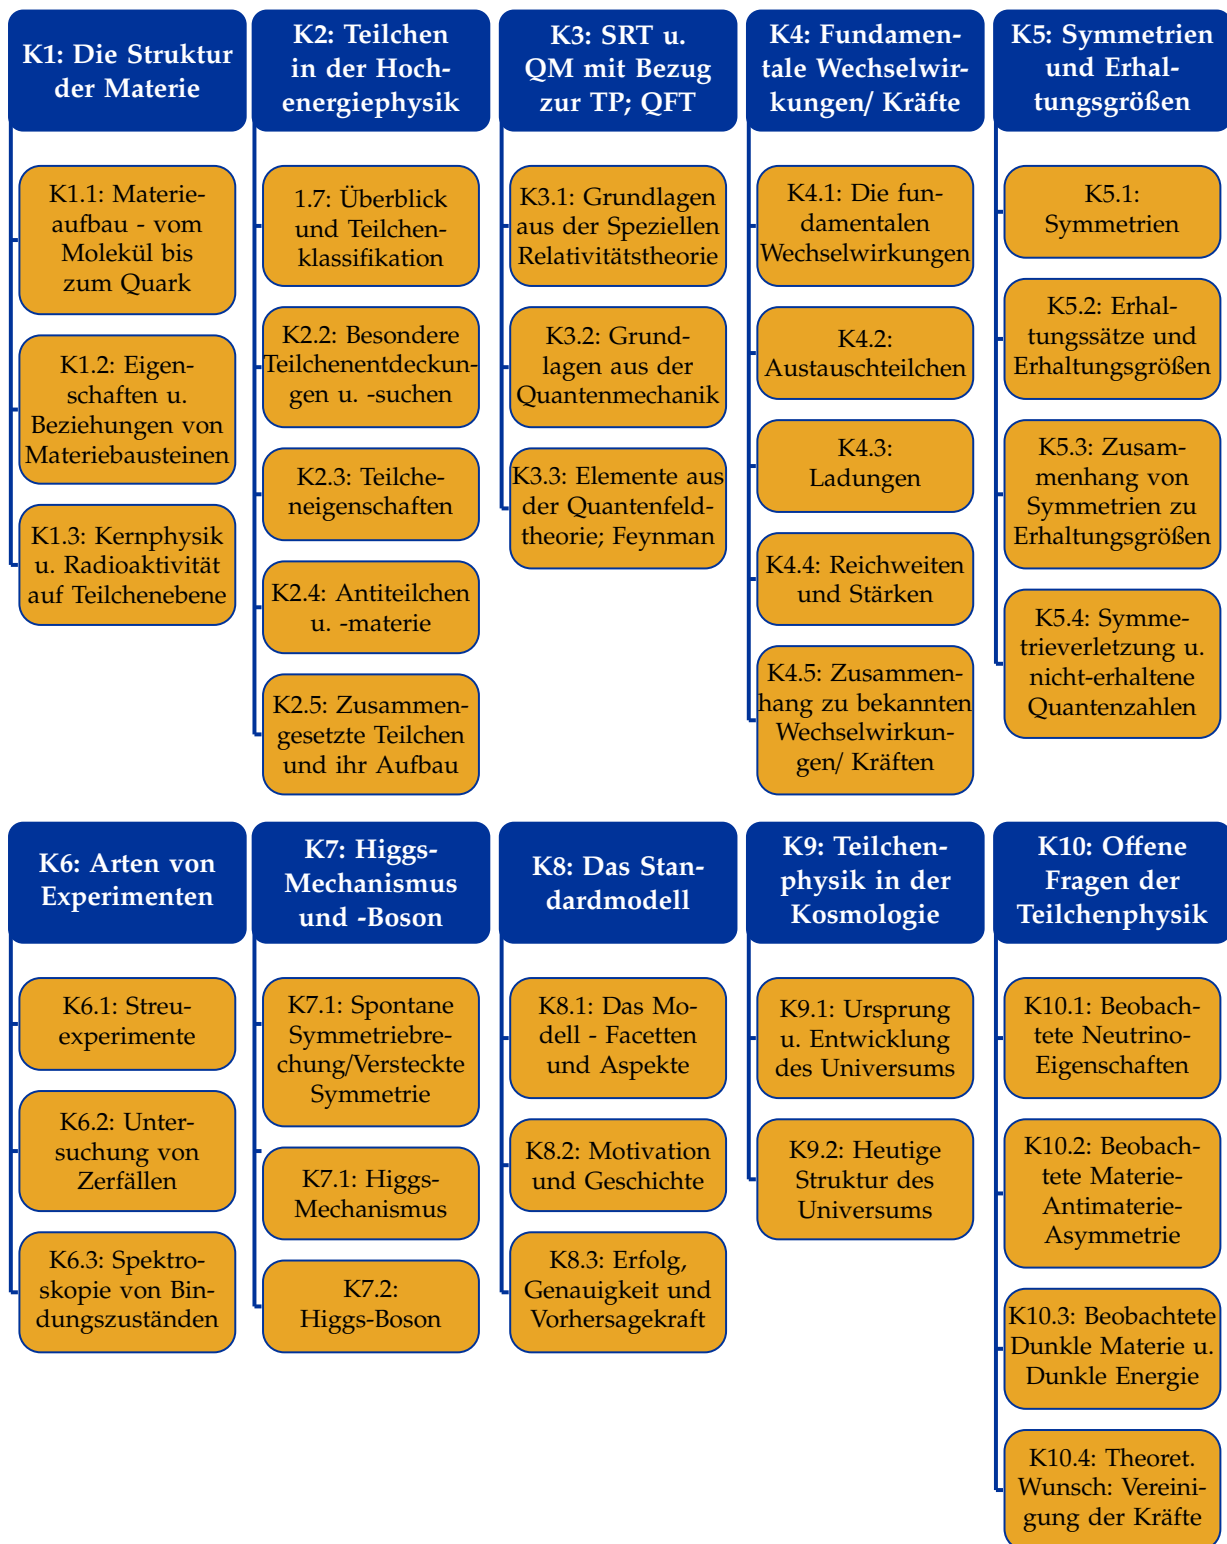 K1: Die Struktur
der Materie
K1.1: Materie-
aufbau - vom
Molekül bis
zum Quark
K1.2: Eigen-
schaften u.
Beziehungen von
Materiebausteinen
K1.3: Kernphysik
u. Radioaktivität
auf Teilchenebene
K2: Teilchen
in der Hoch-
energiephysik
1.7: Überblick
und Teilchen-
klassifikation
K2.2: Besondere
Teilchenentdeckun-
gen u. -suchen
K2.3: Teilche-
neigenschaften
K2.4: Antiteilchen
u. -materie
K2.5: Zusammen-
gesetzte Teilchen
und ihr Aufbau
K3: SRT u.
QM mit Bezug
zur TP; QFT
K3.1: Grundlagen
aus der Speziellen
Relativitätstheorie
K3.2: Grund-
lagen aus der
Quantenmechanik
K3.3: Elemente aus
der Quantenfeld-
theorie; Feynman
K4: Fundamen-
tale Wechselwir-
kungen/ Kräfte
K4.1: Die fun-
damentalen
Wechselwirkungen
K4.2:
Austauschteilchen
K4.3:
Ladungen
K4.4: Reichweiten
und Stärken
K4.5: Zusammen-
hang zu bekannten
Wechselwirkun-
gen/ Kräften
K5: Symmetrien
und Erhal-
tungsgrößen
K5.1:
Symmetrien
K5.2: Erhal-
tungssätze und
Erhaltungsgrößen
K5.3: Zusam-
menhang von
Symmetrien zu
Erhaltungsgrößen
K5.4: Symme-
trieverletzung u.
nicht-erhaltene
Quantenzahlen
K6: Arten von
Experimenten
K6.1: Streu-
experimente
K6.2: Unter-
suchung von
Zerfällen
K6.3: Spektro-
skopie von Bin-
dungszuständen
K7: Higgs-
Mechanismus
und -Boson
K7.1: Spontane
Symmetriebre-
chung/Versteckte
Symmetrie
K7.1: Higgs-
Mechanismus
K7.2:
Higgs-Boson
K8: Das Stan-
dardmodell
K8.1: Das Mo-
dell - Facetten
und Aspekte
K8.2: Motivation
und Geschichte
K8.3: Erfolg,
Genauigkeit und
Vorhersagekraft
K9: Teilchen-
physik in der
Kosmologie
K9.1: Ursprung
u. Entwicklung
des Universums
K9.2: Heutige
Struktur des
Universums
K10: Offene
Fragen der
Teilchenphysik
K10.1: Beobach-
tete Neutrino-
Eigenschaften
K10.2: Beobach-
tete Materie-
Antimaterie-
Asymmetrie
K10.3: Beobachtete
Dunkle Materie u.
Dunkle Energie
K10.4: Theoret.
Wunsch: Vereini-
gung der Kräfte